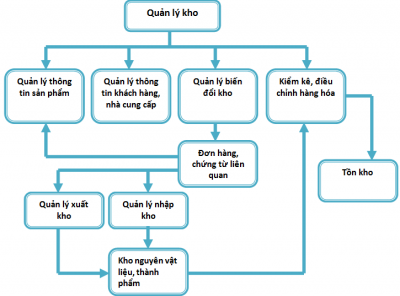 Quản lý kho
Quản lý thông
tin sản phẩm
Quản lý thông
tin khách hàng,
nhà cung cấp
Quản lý biến
đổi kho
Kiểm kê, điều
chỉnh hàng hóa
Đơn hàng,
chứng từ liên
quan
Tồn kho
Quản lý xuất
kho
Quản lý nhập
kho
Kho nguyên vật
liệu, thành
phẩm